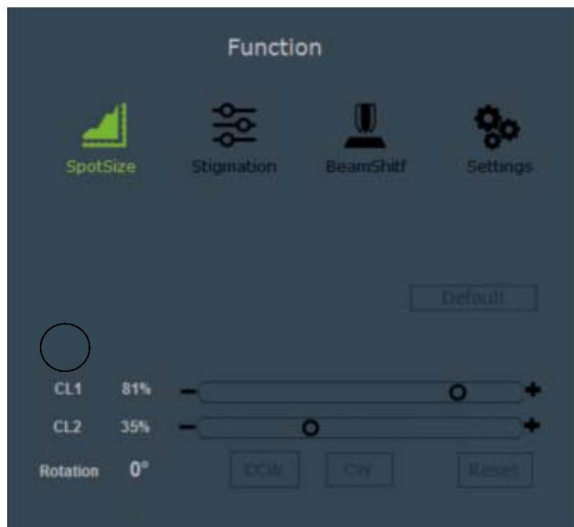 Function
SpotSize Stigmation BeamShitf Settings
Default
CL1 81%
CL2 35%
Rotation 0° CCW CW Reset